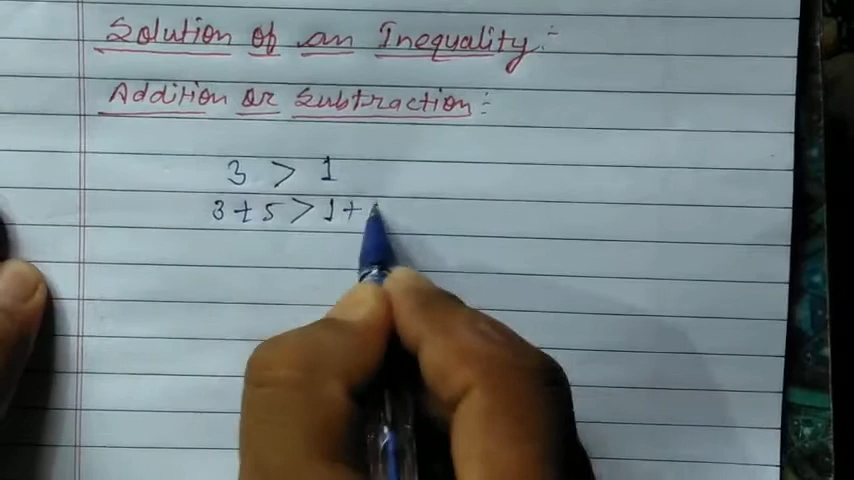 Solution of an Inequality :-
Addition or Subtraction :-
3 > 1
3 + 5 > 1 +